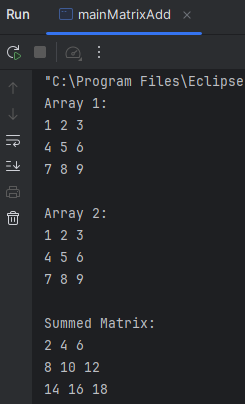 Run mainMatrixAdd
"C:\Program Files\Eclipse
Array 1:
1 2 3
4 5 6
7 8 9
Array 2:
1 2 3
4 5 6
7 8 9
Summed Matrix:
2 4 6
8 10 12
14 16 18